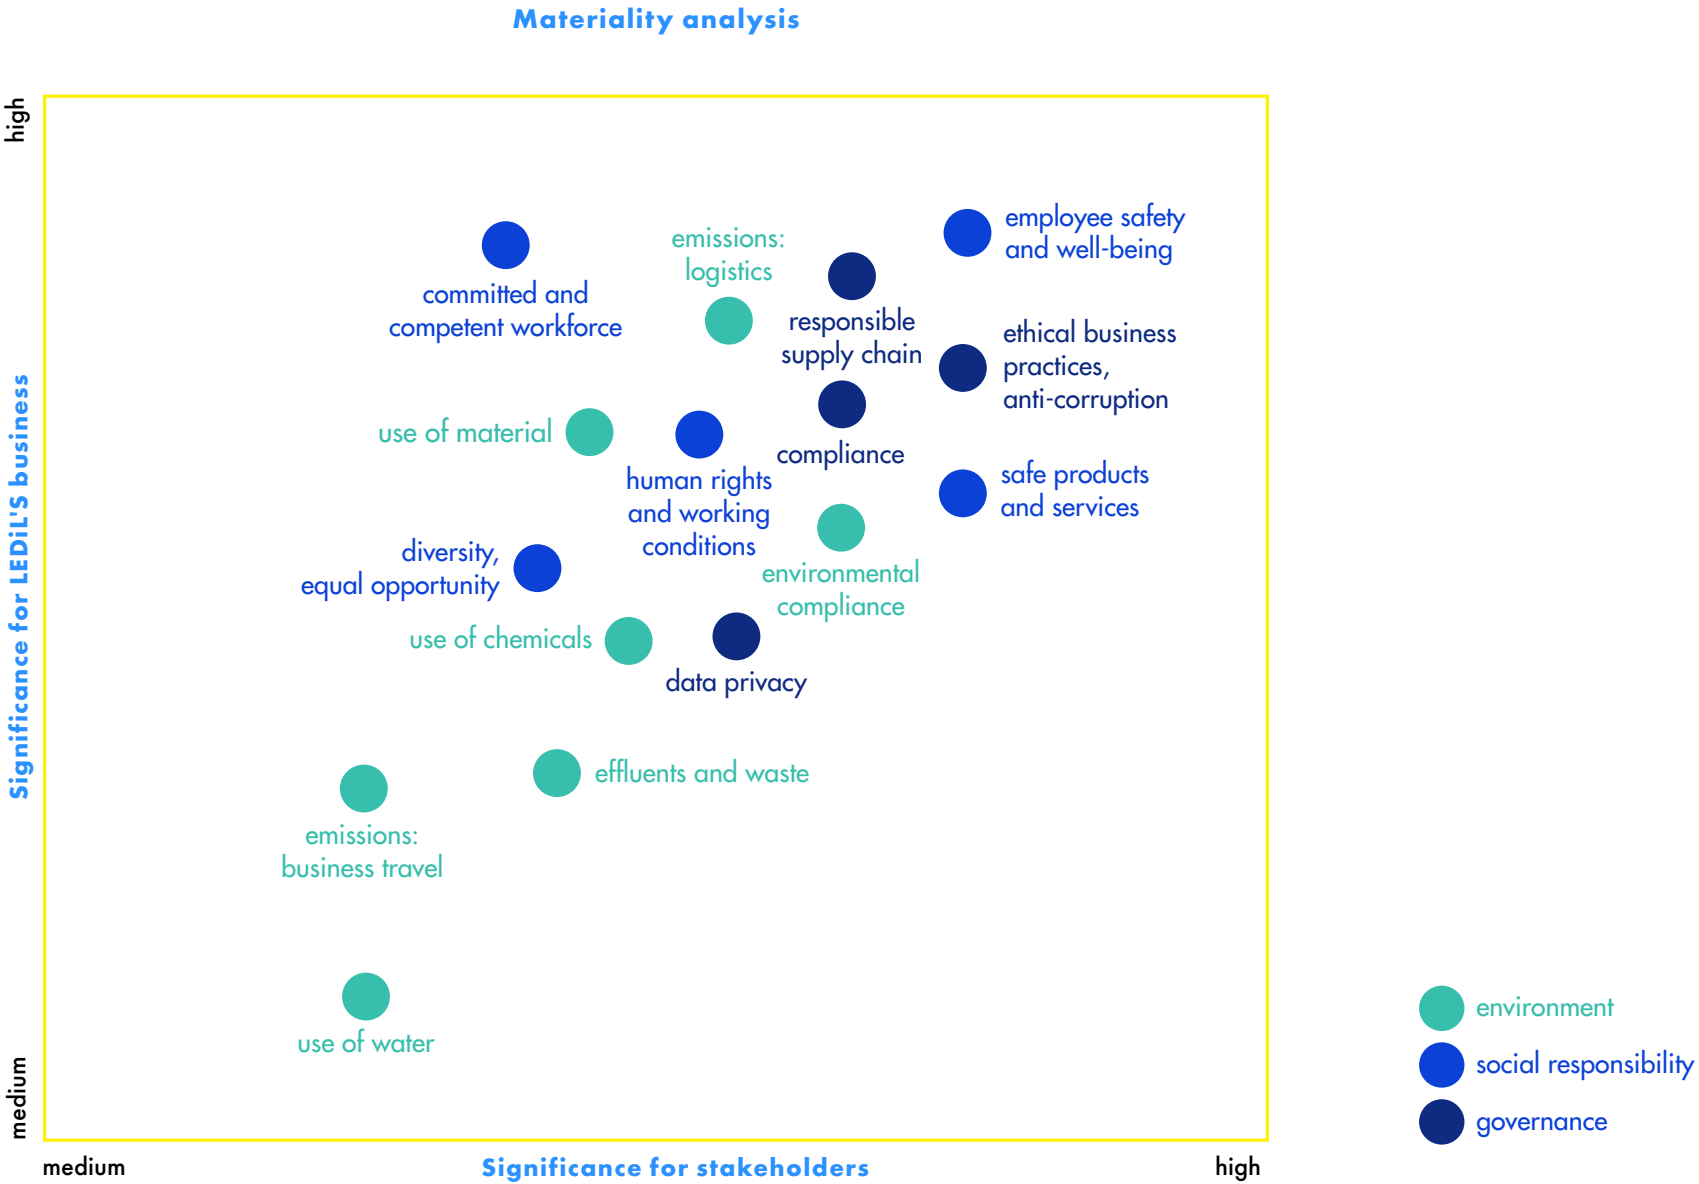 Materiality analysis
high
Significance for LEDiL'S business
medium
employee safety
and well-being
emissions:
logistics
committed and
competent workforce
responsible
supply chain
ethical business
practices,
anti-corruption
use of material
compliance
human rights
and working
conditions
safe products
and services
diversity,
equal opportunity
environmental
compliance
use of chemicals
data privacy
effluents and waste
emissions:
business travel
use of water
environment
social responsibility
governance
medium
Significance for stakeholders
high